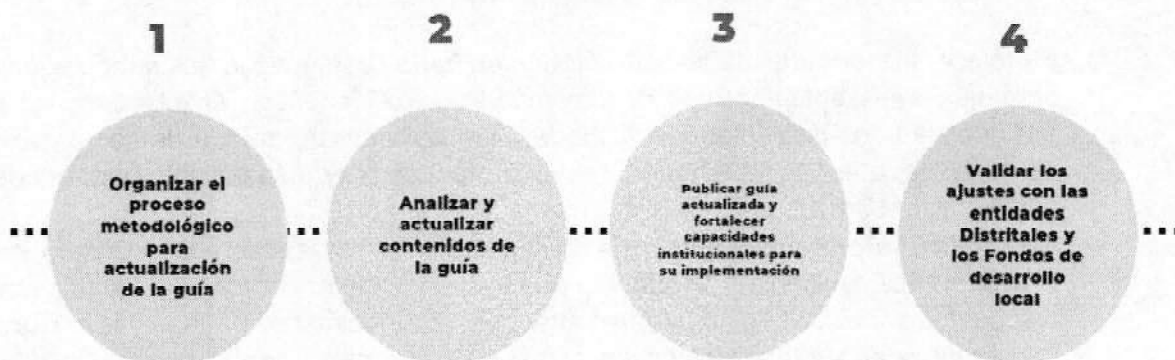 1
Organizar el
proceso
metodológico
para
actualización
de la guía
2
Analizar y
actualizar
contenidos de
la guía
3
Publicar guía
actualizada y
fortalecer
capacidades
institucionales para
su implementación
4
Validar los
ajustes con las
entidades
Distritales y
los Fondos de
desarrollo
local